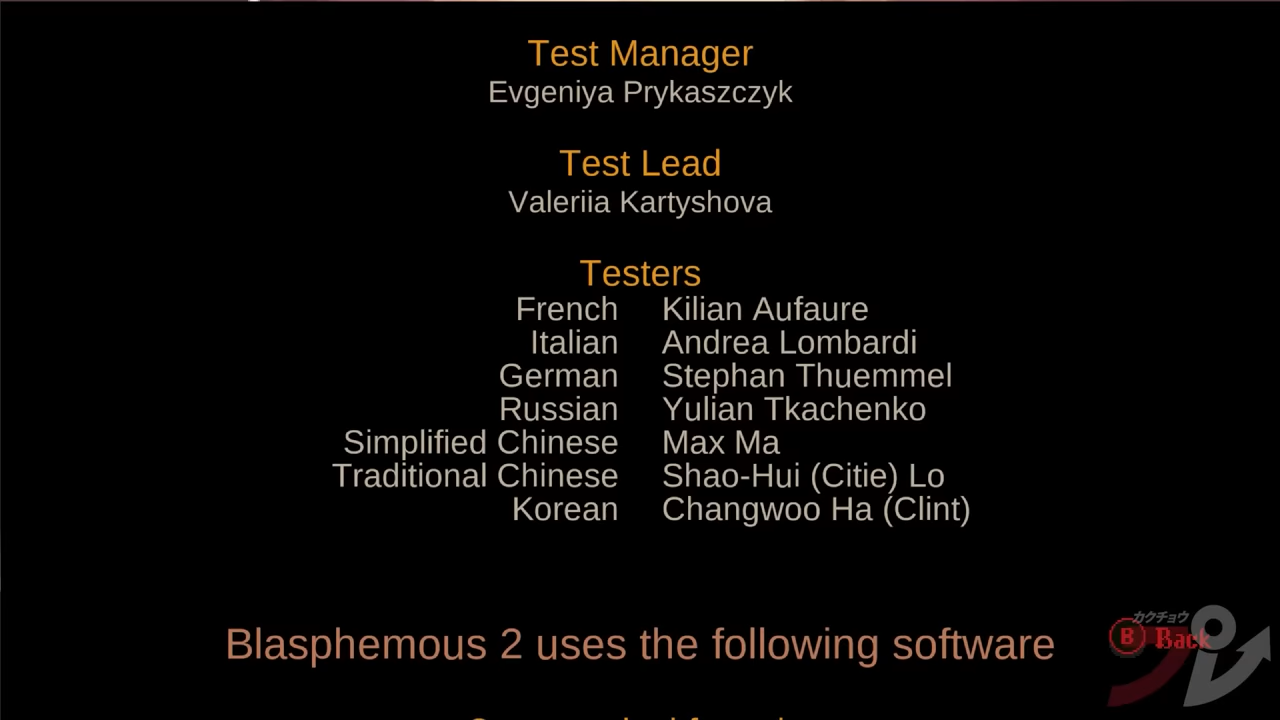 Test Manager
Evgeniya Prykaszczyk
Test Lead
Valeriia Kartyshova
Testers
French Kilian Aufaure
Italian Andrea Lombardi
German Stephan Thuemmel
Russian Yulian Tkachenko
Simplified Chinese Max Ma
Traditional Chinese Shao-Hui (Citie) Lo
Korean Changwoo Ha (Clint)
Blasphemous 2 uses the following software
カクチョウ
B Back